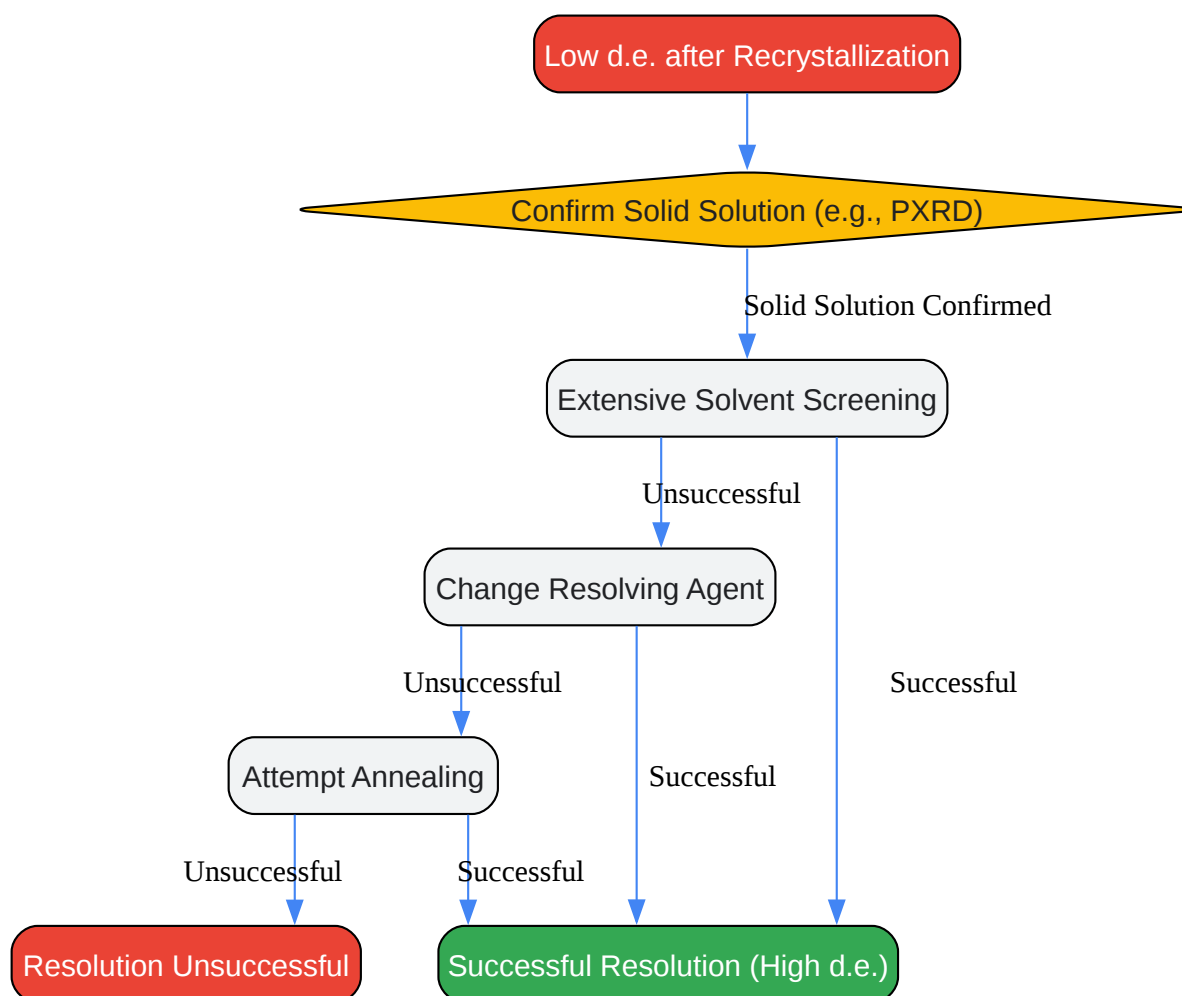 Low d.e. after Recrystallization
Confirm Solid Solution (e.g., PXRD)
Solid Solution Confirmed
Extensive Solvent Screening
Unsuccessful
Change Resolving Agent
Unsuccessful
Successful
Attempt Annealing
Successful
Unsuccessful
Successful
Resolution Unsuccessful
Successful Resolution (High d.e.)